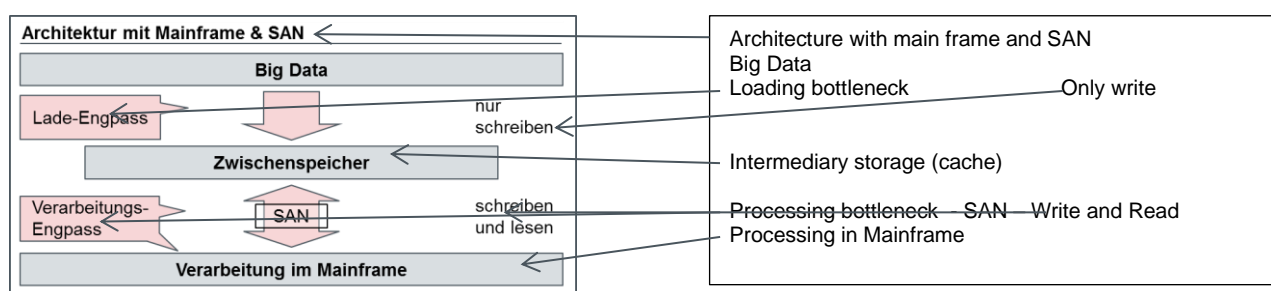 Architektur mit Mainframe & SAN
Big Data
Lade-Engpass
nur
schreiben
Zwischenspeicher
Verarbeitungs-
Engpass
SAN
schreiben
und lesen
Verarbeitung im Mainframe
Architecture with main frame and SAN
Big Data
Loading bottleneck Only write
Intermediary storage (cache)
Processing bottleneck - SAN – Write and Read
Processing in Mainframe